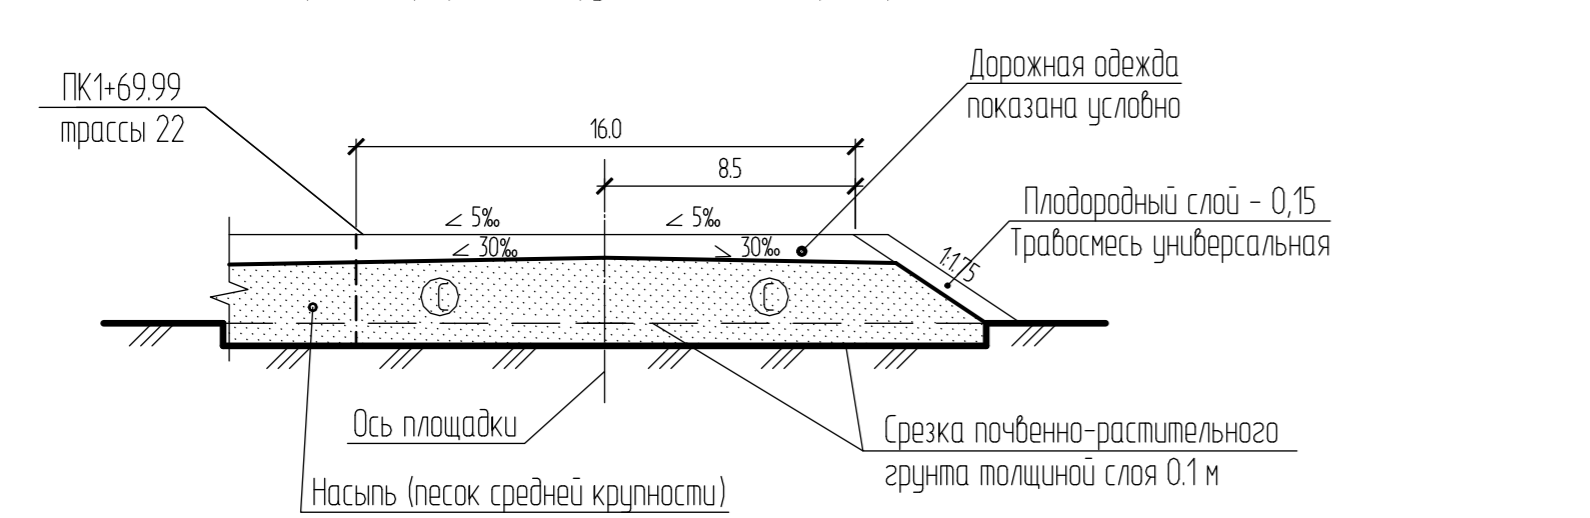 Дорожная одежда
показана условно
ПК1+69.99
трассы 22
16.0
8.5
Плодородный слой - 0,15
Травосмесь универсальная
∠ 5‰
∠ 5‰
∠ 30‰
30‰
1:1.75
С
С
Ось площадки
Срезка почвенно-растительного
грунта толщиной слоя 0.1 м
Насыпь (песок средней крупности)